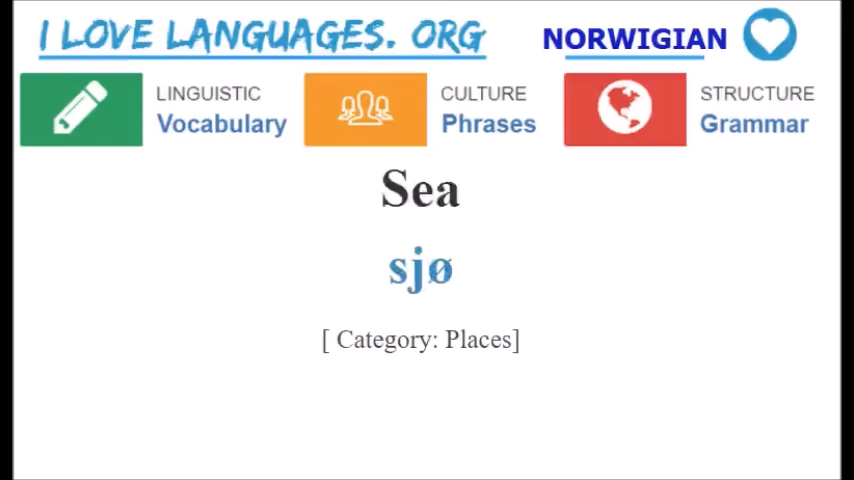 I LOVE LANGUAGES. ORG
NORWIGIAN
LINGUISTIC
Vocabulary
CULTURE
Phrases
STRUCTURE
Grammar
Sea
sjø
[ Category: Places]